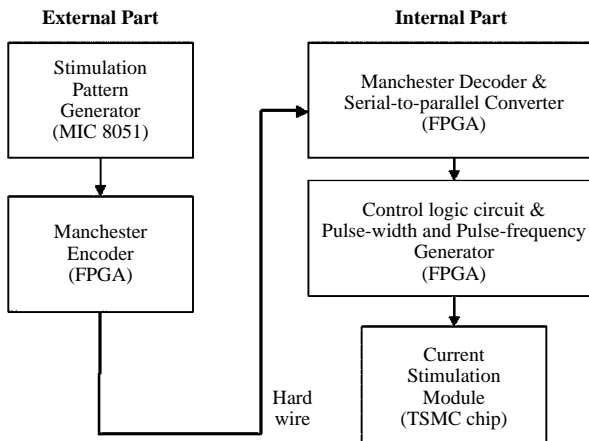 External Part
Stimulation
Pattern
Generator
(MIC 8051)
Manchester
Encoder
(FPGA)
Hard
wire
Internal Part
Manchester Decoder &
Serial-to-parallel Converter
(FPGA)
Control logic circuit &
Pulse-width and Pulse-frequency
Generator
(FPGA)
Current
Stimulation
Module
(TSMC chip)